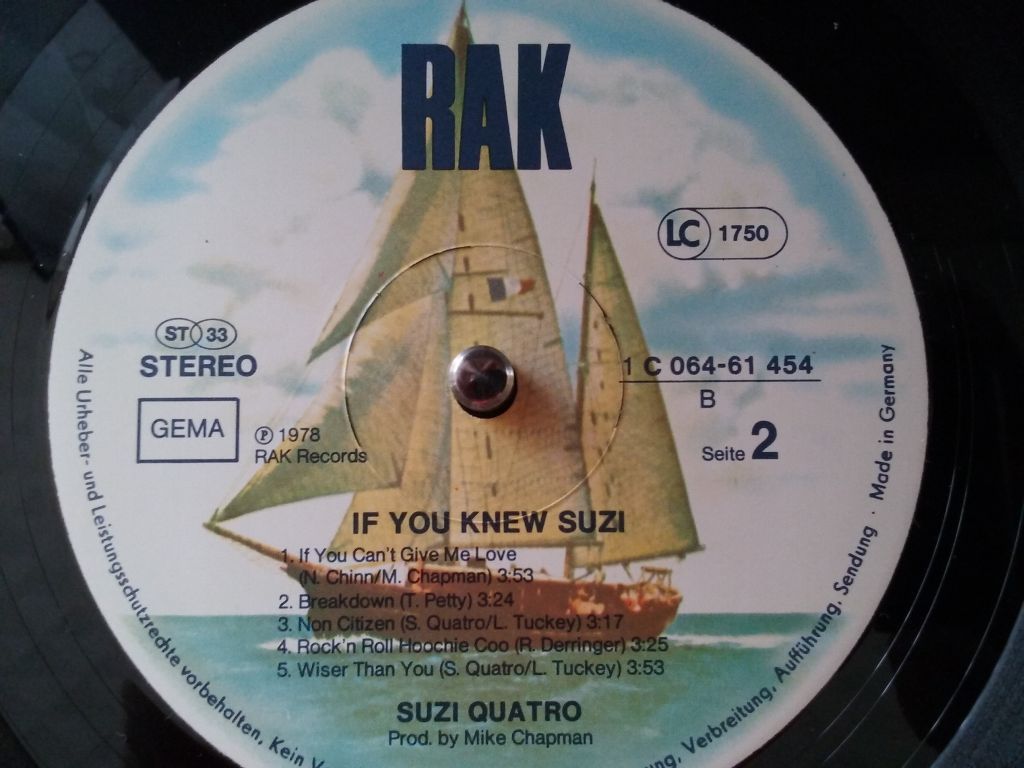 RAK
LC 1750
ST 33
STEREO
1 C 064-61 454
B
GEMA
℗ 1978
RAK Records
Seite 2
IF YOU KNEW SUZI
1. If You Can't Give Me Love
(N. Chinn/M. Chapman) 3:53
2. Breakdown (T. Petty) 3:24
3. Non Citizen (S. Quatro/L. Tuckey) 3:17
4. Rock'n Roll Hoochie Coo (R. Derringer) 3:25
5. Wiser Than You (S. Quatro/L. Tuckey) 3:53
SUZI QUATRO
Prod. by Mike Chapman
Alle Urheber- und Leistungsschutzrechte vorbehalten. Kein
Verbreitung, Aufführung, Sendung · Made in Germany